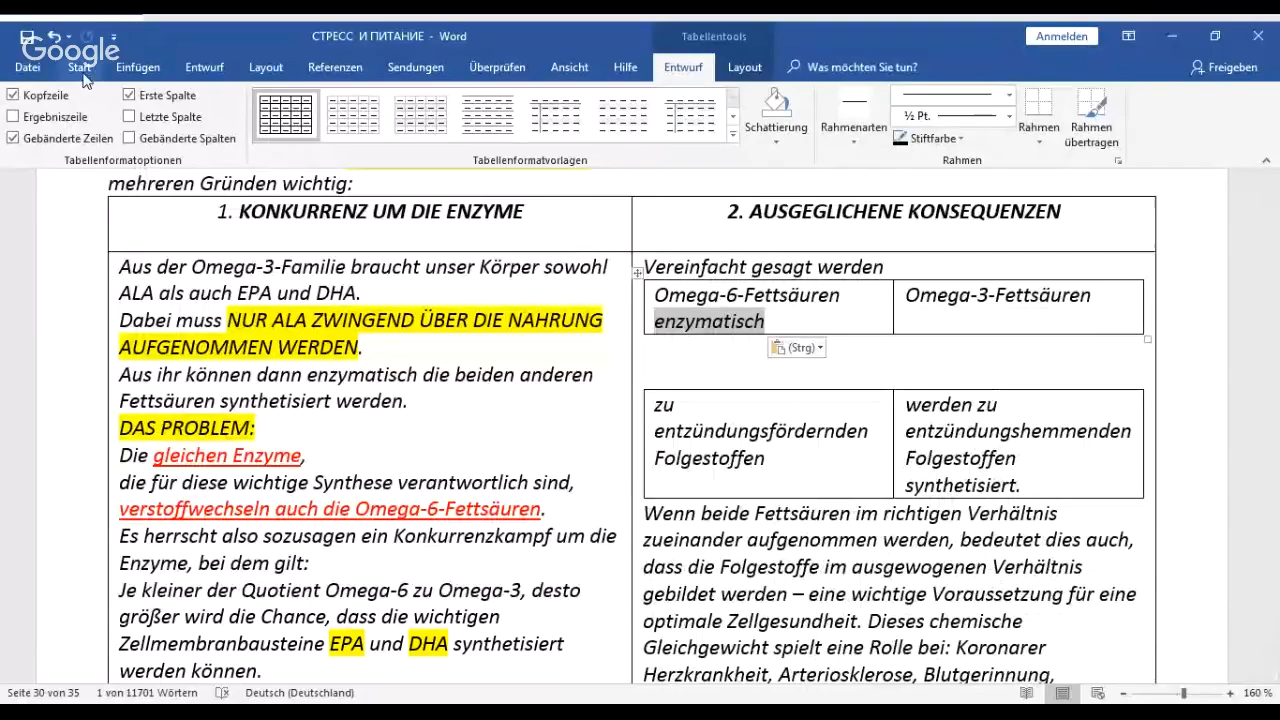 Google
СТРЕСС И ПИТАНИЕ - Word
Tabellentools
Anmelden
Datei Start Einfügen Entwurf Layout Referenzen Sendungen Überprüfen Ansicht Hilfe Entwurf Layout Was möchten Sie tun? Freigeben
Kopfzeile Erste Spalte
Ergebniszeile Letzte Spalte
Gebänderte Zeilen Gebänderte Spalten
Tabellenformatoptionen
Tabellenformatvorlagen
Schattierung
Rahmenarten
½ Pt.
Stiftfarbe
Rahmen
Rahmen
übertragen
Rahmen
mehreren Gründen wichtig:
1. KONKURRENZ UM DIE ENZYME
Aus der Omega-3-Familie braucht unser Körper sowohl
ALA als auch EPA und DHA.
Dabei muss NUR ALA ZWINGEND ÜBER DIE NAHRUNG
AUFGENOMMEN WERDEN.
Aus ihr können dann enzymatisch die beiden anderen
Fettsäuren synthetisiert werden.
DAS PROBLEM:
Die gleichen Enzyme,
die für diese wichtige Synthese verantwortlich sind,
verstoffwechseln auch die Omega-6-Fettsäuren.
Es herrscht also sozusagen ein Konkurrenzkampf um die
Enzyme, bei dem gilt:
Je kleiner der Quotient Omega-6 zu Omega-3, desto
größer wird die Chance, dass die wichtigen
Zellmembranbausteine EPA und DHA synthetisiert
werden können.
2. AUSGEGLICHENE KONSEQUENZEN
Vereinfacht gesagt werden
Omega-6-Fettsäuren
enzymatisch
Omega-3-Fettsäuren
(Strg)
zu
entzündungsfördernden
Folgestoffen
werden zu
entzündungshemmenden
Folgestoffen
synthetisiert.
Wenn beide Fettsäuren im richtigen Verhältnis
zueinander aufgenommen werden, bedeutet dies auch,
dass die Folgestoffe im ausgewogenen Verhältnis
gebildet werden – eine wichtige Voraussetzung für eine
optimale Zellgesundheit. Dieses chemische
Gleichgewicht spielt eine Rolle bei: Koronarer
Herzkrankheit, Arteriosklerose, Blutgerinnung,
Seite 30 von 35 1 von 11701 Wörtern Deutsch (Deutschland) 160 %